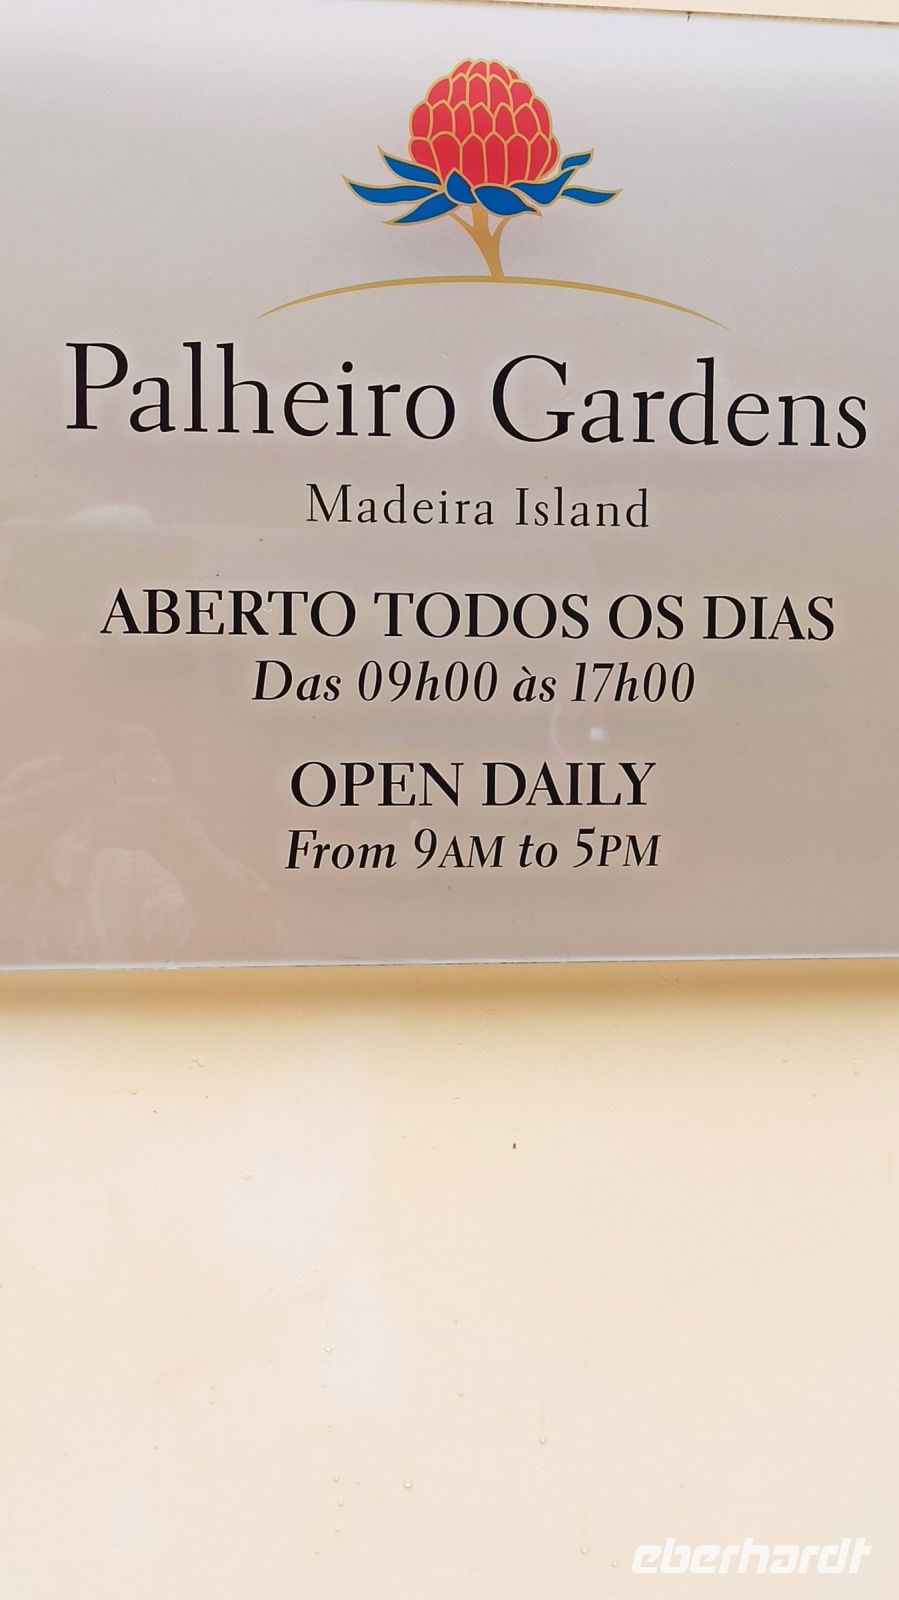 Palheiro Gardens
Madeira Island
ABERTO TODOS OS DIAS
Das 09h00 às 17h00
OPEN DAILY
From 9AM to 5PM
eberhardt